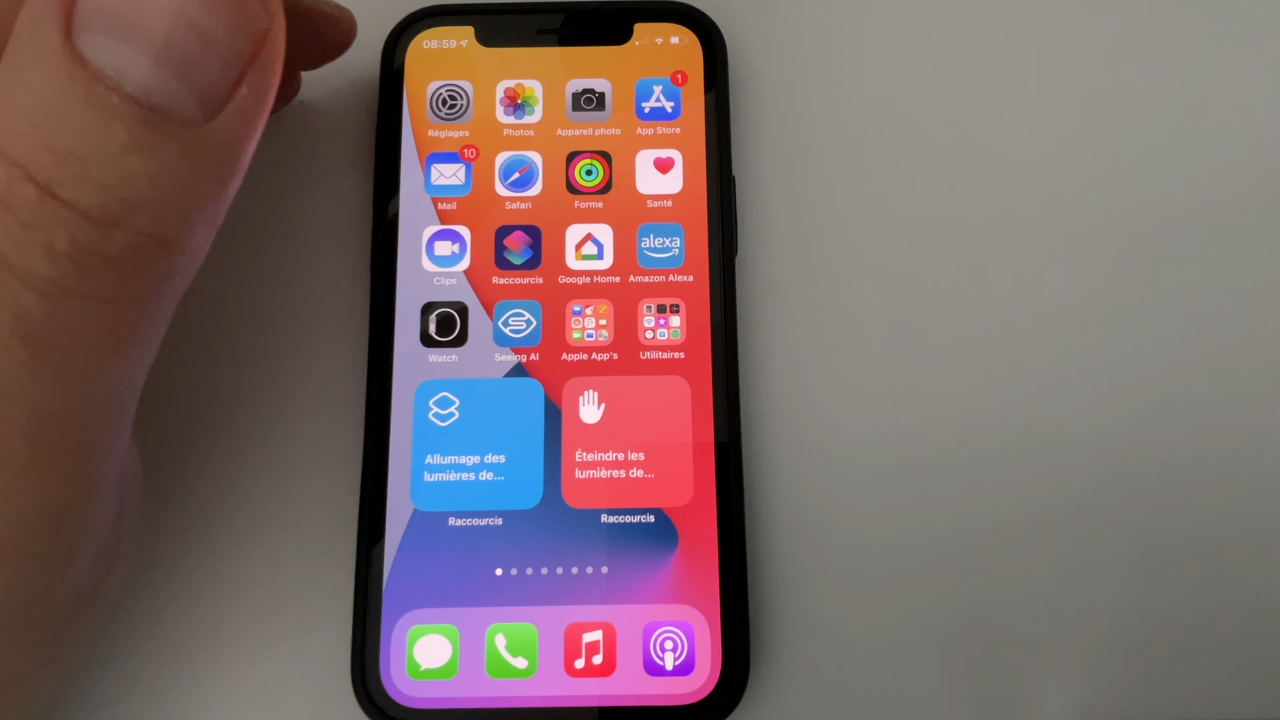 08:59
1
Réglages
Photos
Appareil photo
App Store
10
Mail
Safari
Forme
Santé
alexa
Clips
Raccourcis
Google Home
Amazon Alexa
Watch
Seeing AI
Apple App's
Utilitaires
Allumage des
lumières de...
Éteindre les
lumières de...
Raccourcis
Raccourcis